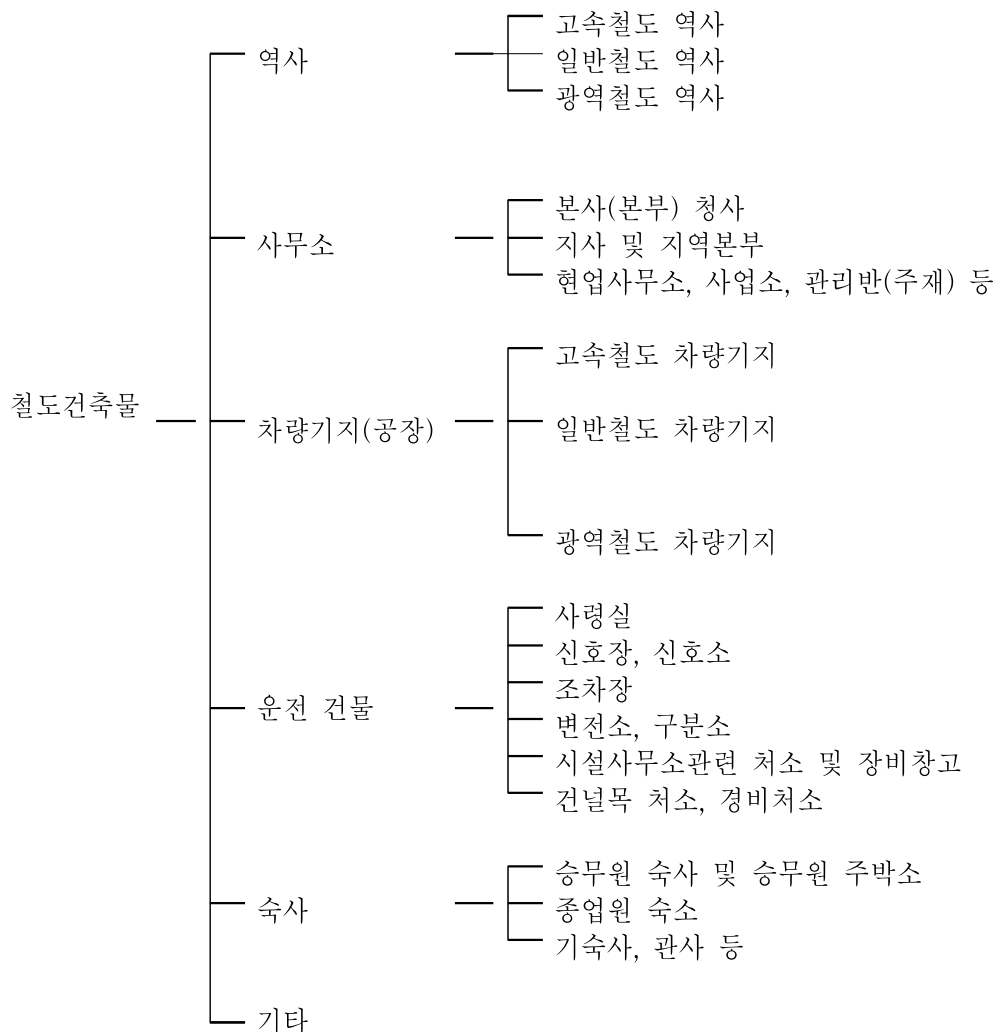 철도건축물
역사
고속철도 역사
일반철도 역사
광역철도 역사
사무소
본사(본부) 청사
지사 및 지역본부
현업사무소, 사업소, 관리반(주재) 등
차량기지(공장)
고속철도 차량기지
일반철도 차량기지
광역철도 차량기지
운전 건물
사령실
신호장, 신호소
조차장
변전소, 구분소
시설사무소관련 처소 및 장비창고
건널목 처소, 경비처소
숙사
승무원 숙사 및 승무원 주박소
종업원 숙소
기숙사, 관사 등
기타